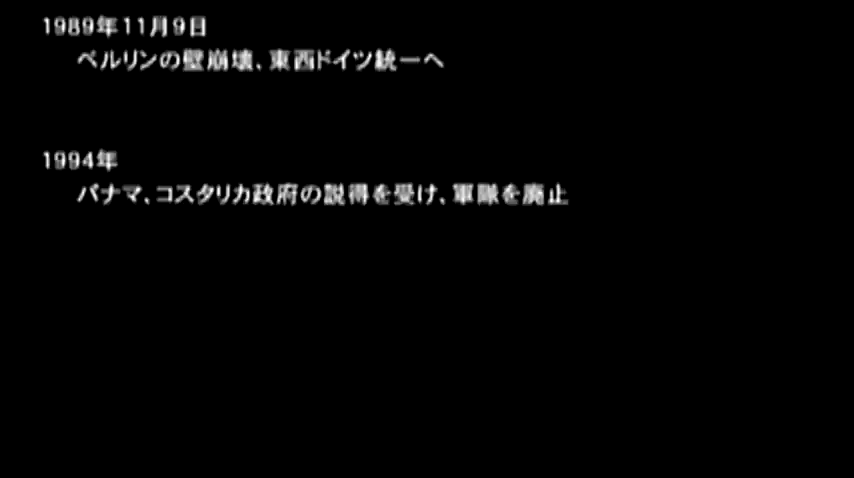 1989年11月9日
ベルリンの壁崩壊、東西ドイツ統一へ
1994年
パナマ、コスタリカ政府の説得を受け、軍隊を廃止